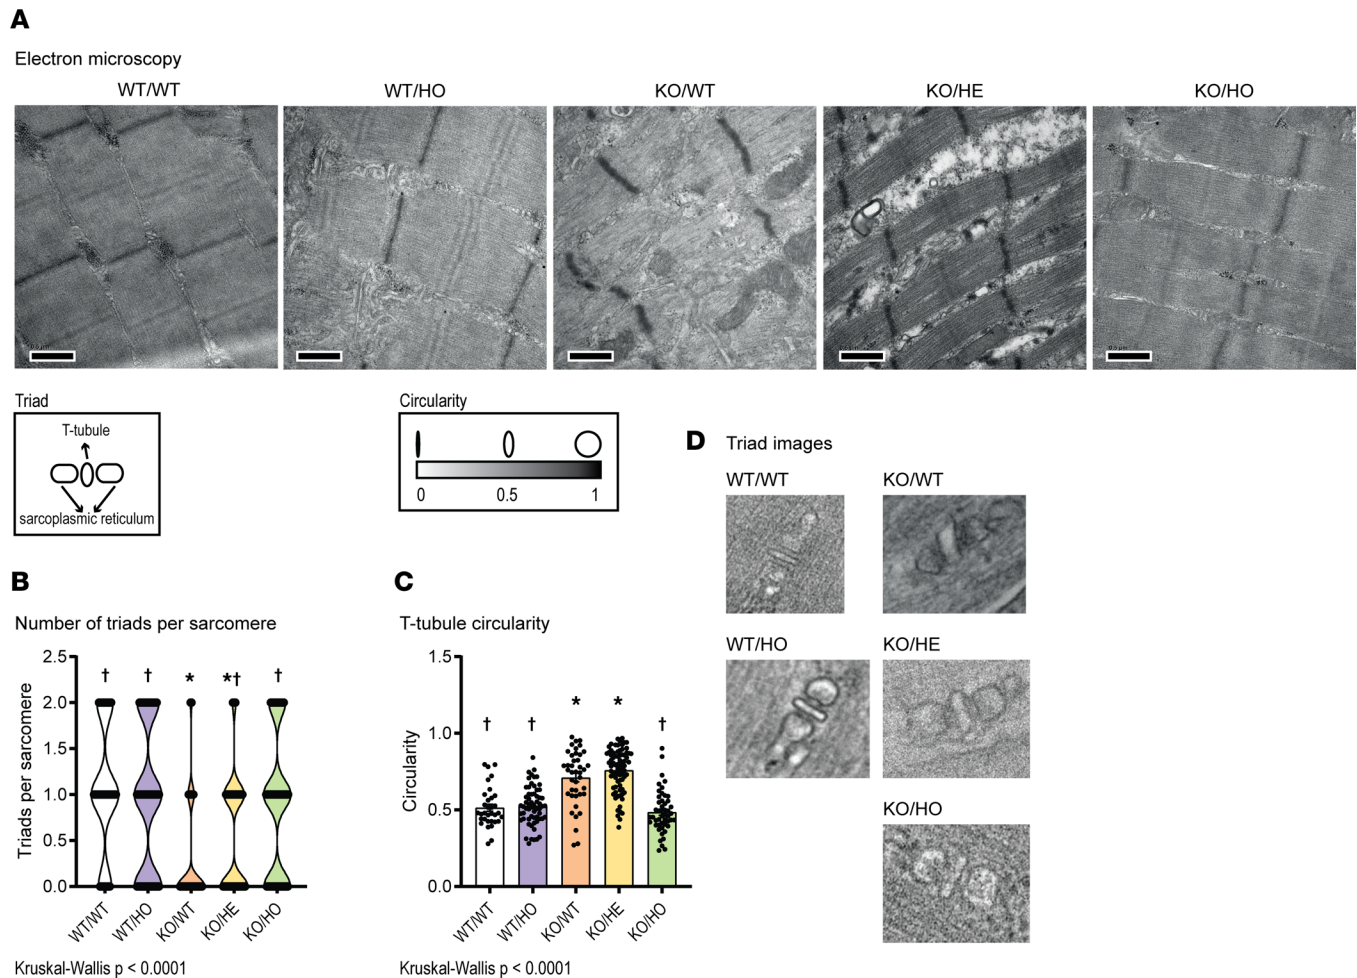 A
Electron microscopy
WT/WT
WT/HO
KO/WT
KO/HE
KO/HO
Triad
T-tubule
sarcoplasmic reticulum
Circularity
0 0.5 1
B
Number of triads per sarcomere
Triads per sarcomere
2.5
2.0
1.5
1.0
0.5
0.0
† † * *† †
WT/WT
WT/HO
KO/WT
KO/HE
KO/HO
Kruskal-Wallis p < 0.0001
C
T-tubule circularity
Circularity
1.5
1.0
0.5
0.0
† † * * †
WT/WT
WT/HO
KO/WT
KO/HE
KO/HO
Kruskal-Wallis p < 0.0001
D
Triad images
WT/WT
KO/WT
WT/HO
KO/HE
KO/HO